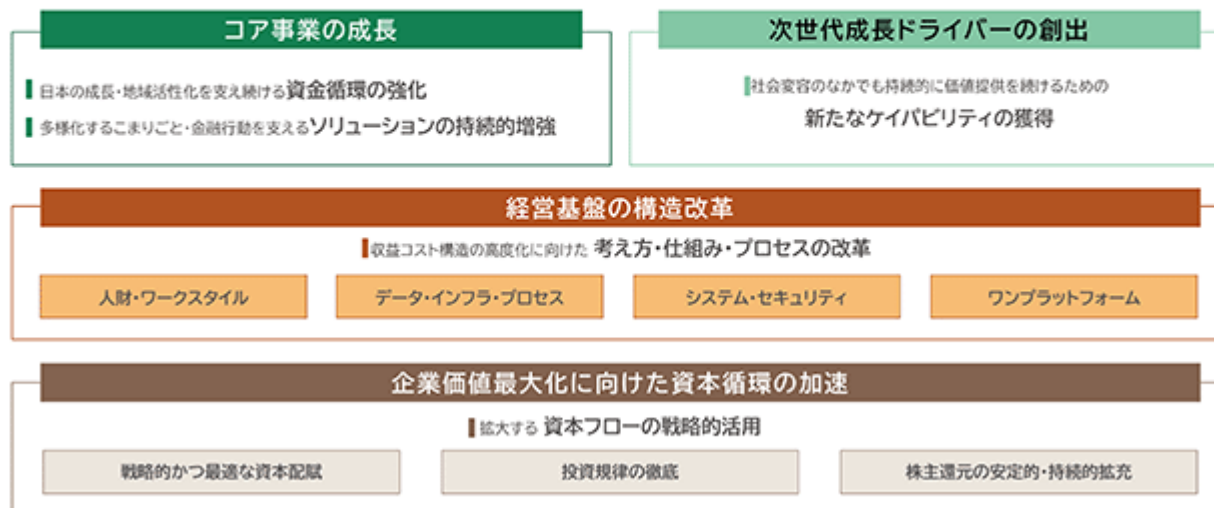 コア事業の成長
日本の成長・地域活性化を支え続ける資金循環の強化
多様化するこまりごと・金融行動を支えるソリューションの持続的増強
次世代成長ドライバーの創出
社会変容のなかでも持続的に価値提供を続けるための
新たなケイパビリティの獲得
経営基盤の構造改革
収益コスト構造の高度化に向けた 考え方・仕組み・プロセスの改革
人財・ワークスタイル
データ・インフラ・プロセス
システム・セキュリティ
ワンプラットフォーム
企業価値最大化に向けた資本循環の加速
拡大する 資本フローの戦略的活用
戦略的かつ最適な資本配賦
投資規律の徹底
株主還元の安定的・持続的拡充